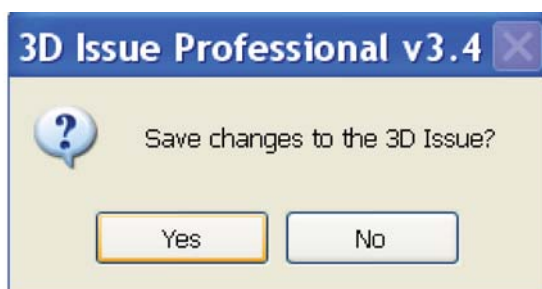 3D Issue Professional v3.4
Save changes to the 3D Issue?
Yes
No